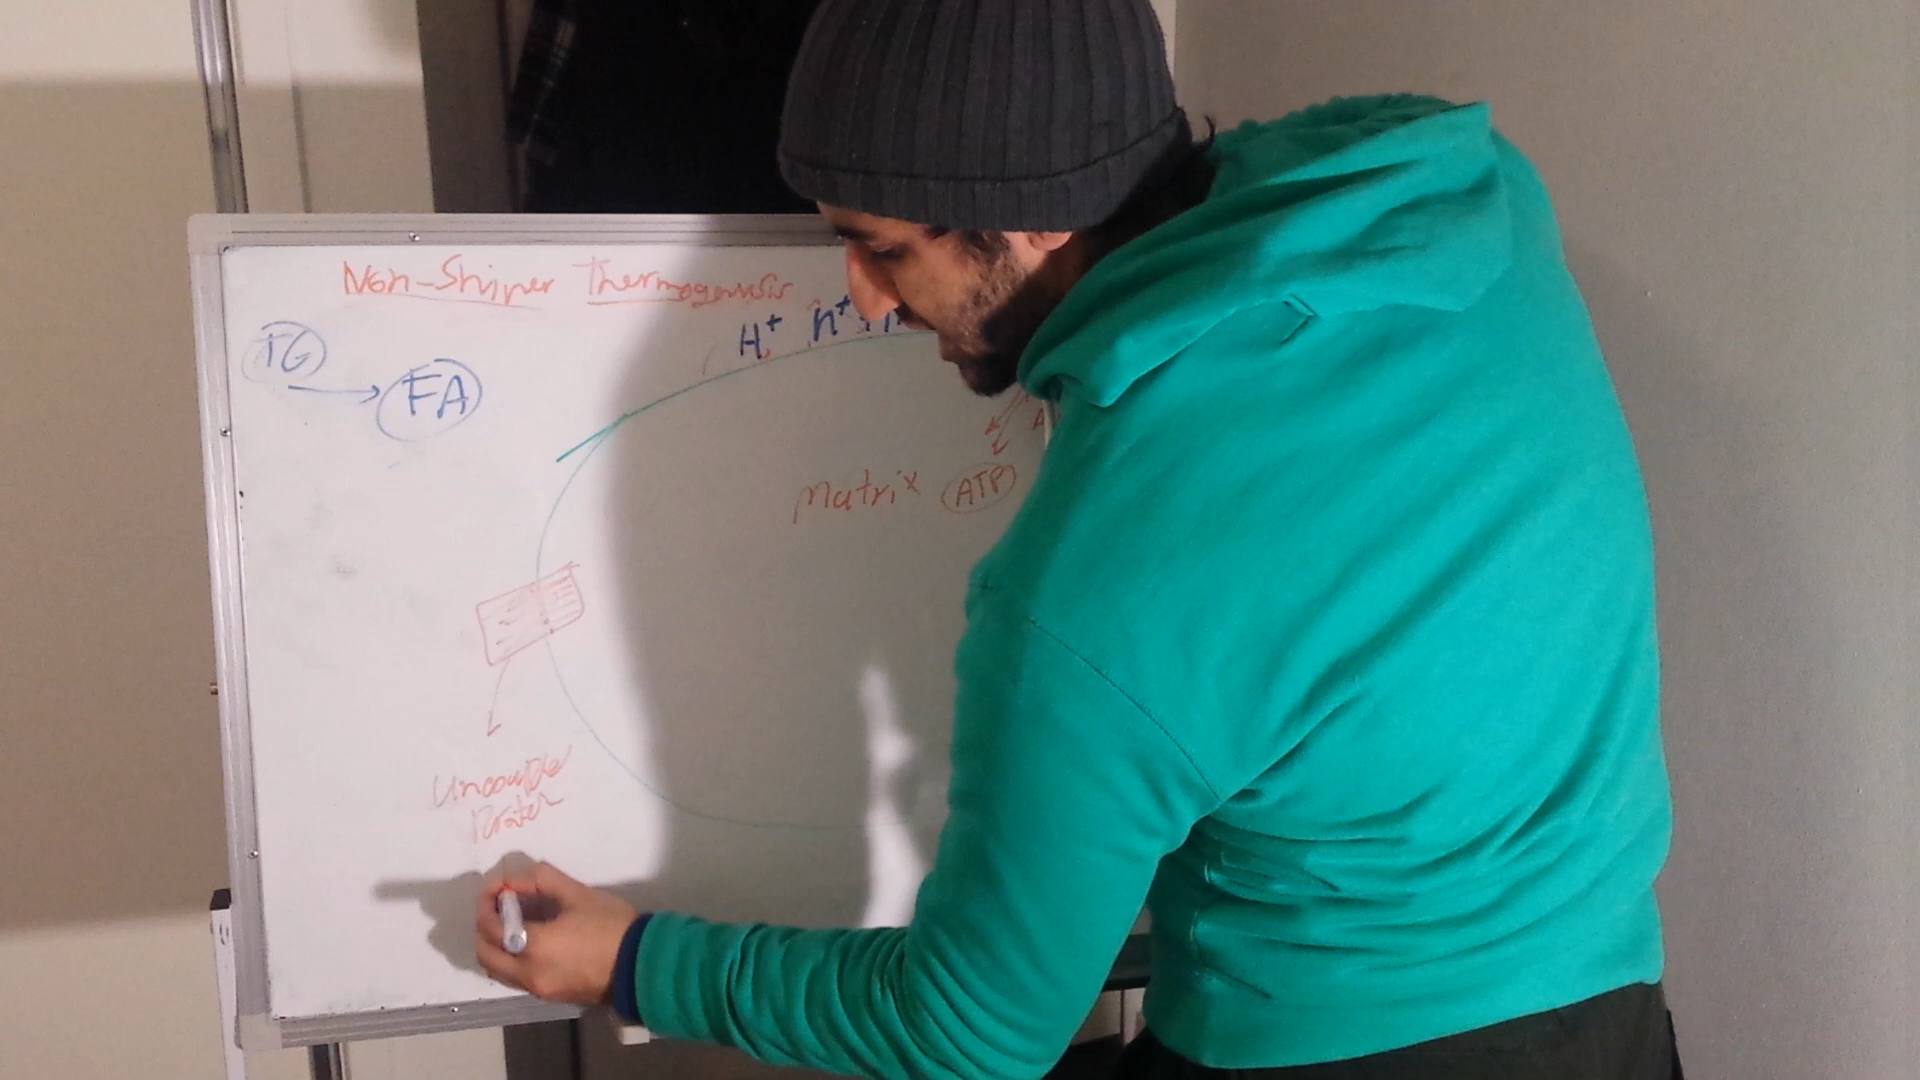 Non-Shiver Thermogenesis
TG
FA
H+ h+
Matrix ATP
Uncouple
Protein